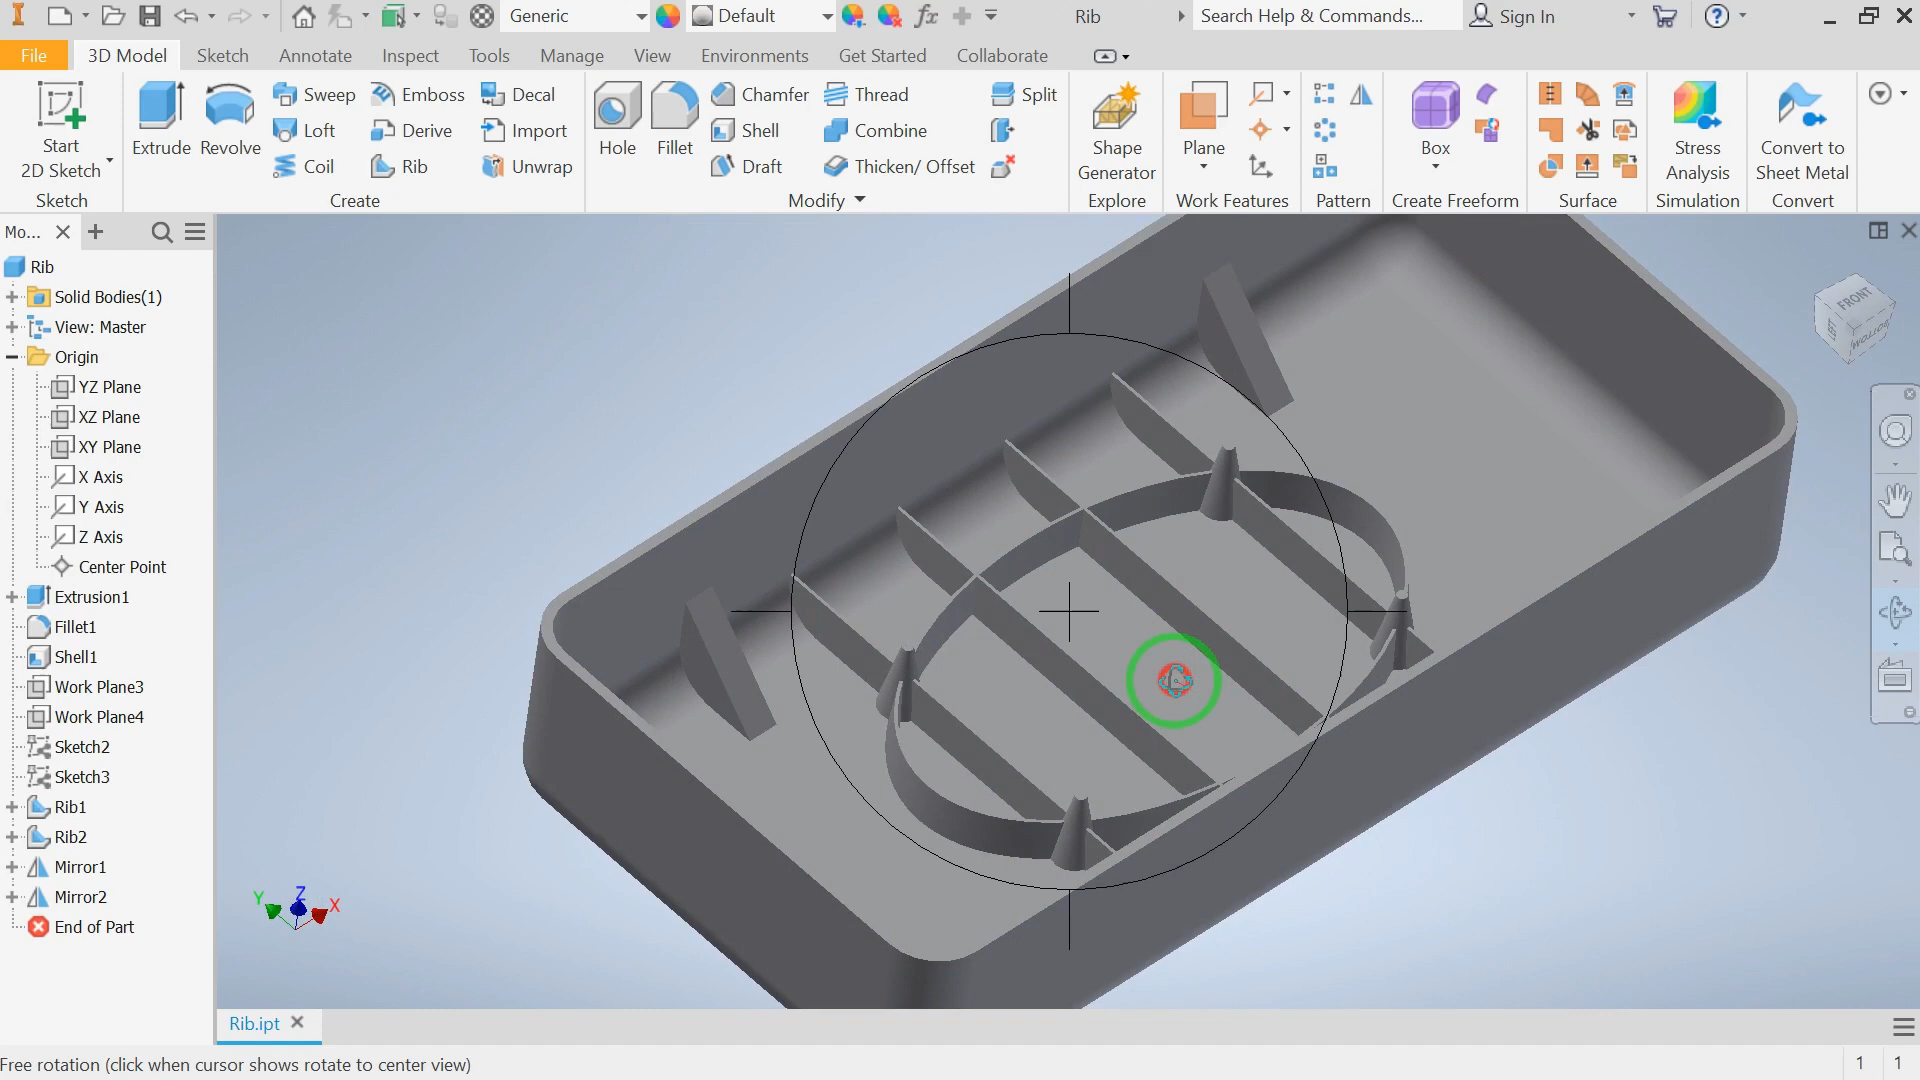 Generic
Default
Rib
Search Help & Commands...
Sign In
File
3D Model
Sketch
Annotate
Inspect
Tools
Manage
View
Environments
Get Started
Collaborate
Start
2D Sketch
Sketch
Extrude
Revolve
Sweep
Loft
Coil
Emboss
Derive
Rib
Decal
Import
Unwrap
Create
Hole
Fillet
Chamfer
Shell
Draft
Thread
Combine
Thicken/ Offset
Split
Modify
Shape
Generator
Explore
Plane
Work Features
Pattern
Box
Create Freeform
Surface
Stress
Analysis
Simulation
Convert to
Sheet Metal
Convert
Mo...
Rib
Solid Bodies(1)
View: Master
Origin
YZ Plane
XZ Plane
XY Plane
X Axis
Y Axis
Z Axis
Center Point
Extrusion1
Fillet1
Shell1
Work Plane3
Work Plane4
Sketch2
Sketch3
Rib1
Rib2
Mirror1
Mirror2
End of Part
FRONT
Y
Z
X
Rib.ipt
Free rotation (click when cursor shows rotate to center view)
1
1